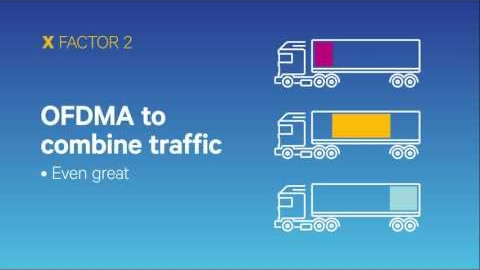 X FACTOR 2
OFDMA to
combine traffic
• Even great